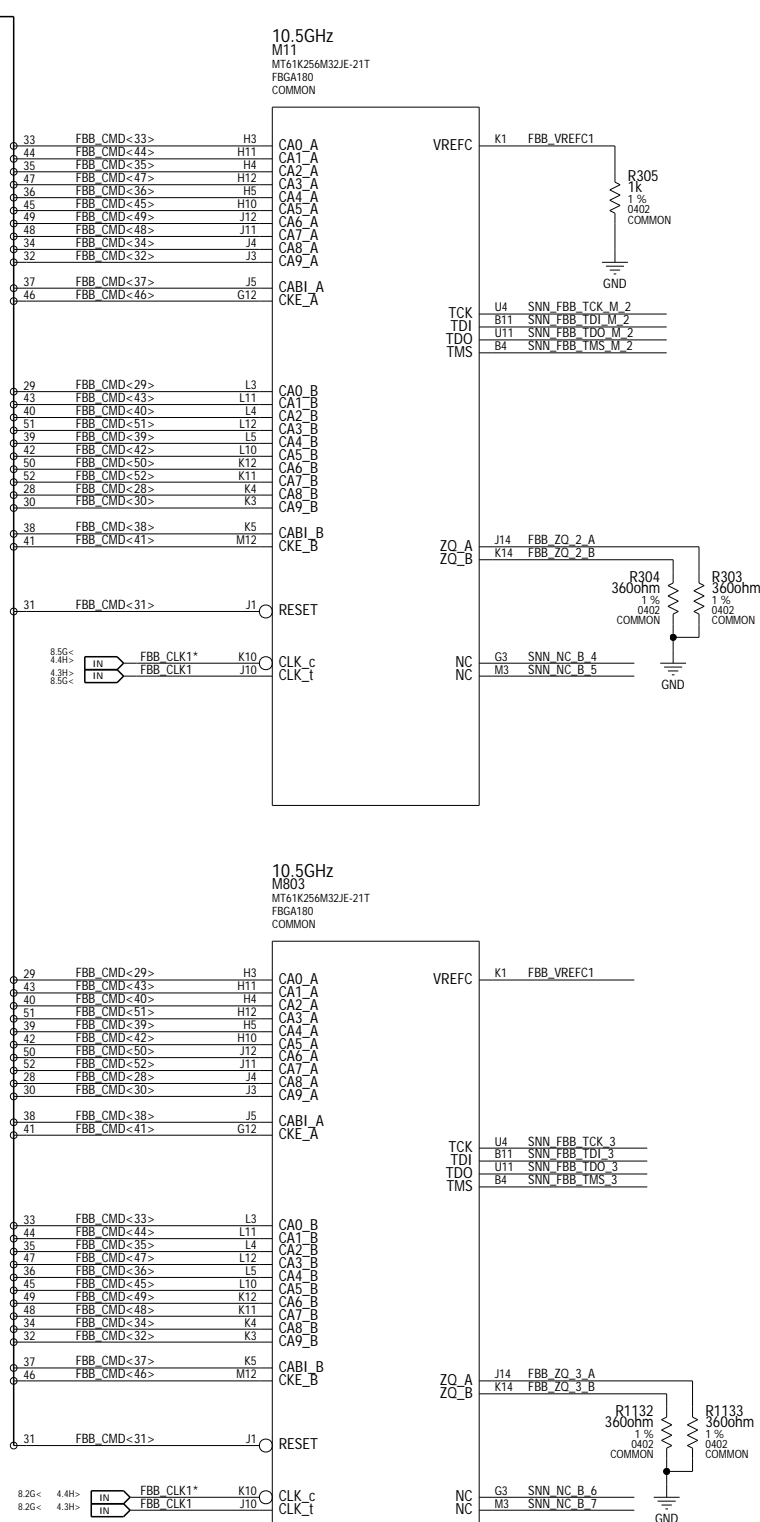 10.5GHz
M11
MT61K256M32JE-21T
FBGA180
COMMON
33 FBB_CMD<33> H3 CA0_A
44 FBB_CMD<44> H11 CA1_A
35 FBB_CMD<35> H4 CA2_A
47 FBB_CMD<47> H12 CA3_A
36 FBB_CMD<36> H5 CA4_A
45 FBB_CMD<45> H10 CA5_A
49 FBB_CMD<49> J12 CA6_A
48 FBB_CMD<48> J11 CA7_A
34 FBB_CMD<34> J4 CA8_A
32 FBB_CMD<32> J3 CA9_A
37 FBB_CMD<37> J5 CABI_A
46 FBB_CMD<46> G12 CKE_A
VREFC K1 FBB_VREFC1
R305
1k
1 %
0402
COMMON
GND
TCK U4 SNN_FBB_TCK_M_2
TDI B11 SNN_FBB_TDI_M_2
TDO U11 SNN_FBB_TDO_M_2
TMS B4 SNN_FBB_TMS_M_2
29 FBB_CMD<29> L3 CA0_B
43 FBB_CMD<43> L11 CA1_B
40 FBB_CMD<40> L4 CA2_B
51 FBB_CMD<51> L12 CA3_B
39 FBB_CMD<39> L5 CA4_B
42 FBB_CMD<42> L10 CA5_B
50 FBB_CMD<50> K12 CA6_B
52 FBB_CMD<52> K11 CA7_B
28 FBB_CMD<28> K4 CA8_B
30 FBB_CMD<30> K3 CA9_B
38 FBB_CMD<38> K5 CABI_B
41 FBB_CMD<41> M12 CKE_B
ZQ_A J14 FBB_ZQ_2_A
ZQ_B K14 FBB_ZQ_2_B
R304
360ohm
1 %
0402
COMMON
R303
360ohm
1 %
0402
COMMON
GND
31 FBB_CMD<31> J1 RESET
8.5G<
4.4H> IN FBB_CLK1* K10 CLK_c
4.3H> IN FBB_CLK1 J10 CLK_t
8.5G<
NC G3 SNN_NC_B_4
NC M3 SNN_NC_B_5
10.5GHz
M803
MT61K256M32JE-21T
FBGA180
COMMON
29 FBB_CMD<29> H3 CA0_A
43 FBB_CMD<43> H11 CA1_A
40 FBB_CMD<40> H4 CA2_A
51 FBB_CMD<51> H12 CA3_A
39 FBB_CMD<39> H5 CA4_A
42 FBB_CMD<42> H10 CA5_A
50 FBB_CMD<50> J12 CA6_A
52 FBB_CMD<52> J11 CA7_A
28 FBB_CMD<28> J4 CA8_A
30 FBB_CMD<30> J3 CA9_A
38 FBB_CMD<38> J5 CABI_A
41 FBB_CMD<41> G12 CKE_A
VREFC K1 FBB_VREFC1
TCK U4 SNN_FBB_TCK_3
TDI B11 SNN_FBB_TDI_3
TDO U11 SNN_FBB_TDO_3
TMS B4 SNN_FBB_TMS_3
33 FBB_CMD<33> L3 CA0_B
44 FBB_CMD<44> L11 CA1_B
35 FBB_CMD<35> L4 CA2_B
47 FBB_CMD<47> L12 CA3_B
36 FBB_CMD<36> L5 CA4_B
45 FBB_CMD<45> L10 CA5_B
49 FBB_CMD<49> K12 CA6_B
48 FBB_CMD<48> K11 CA7_B
34 FBB_CMD<34> K4 CA8_B
32 FBB_CMD<32> K3 CA9_B
37 FBB_CMD<37> K5 CABI_B
46 FBB_CMD<46> M12 CKE_B
ZQ_A J14 FBB_ZQ_3_A
ZQ_B K14 FBB_ZQ_3_B
R1132
360ohm
1 %
0402
COMMON
R1133
360ohm
1 %
0402
COMMON
GND
31 FBB_CMD<31> J1 RESET
8.2G< 4.4H> IN FBB_CLK1* K10 CLK_c
8.2G< 4.3H> IN FBB_CLK1 J10 CLK_t
NC G3 SNN_NC_B_6
NC M3 SNN_NC_B_7